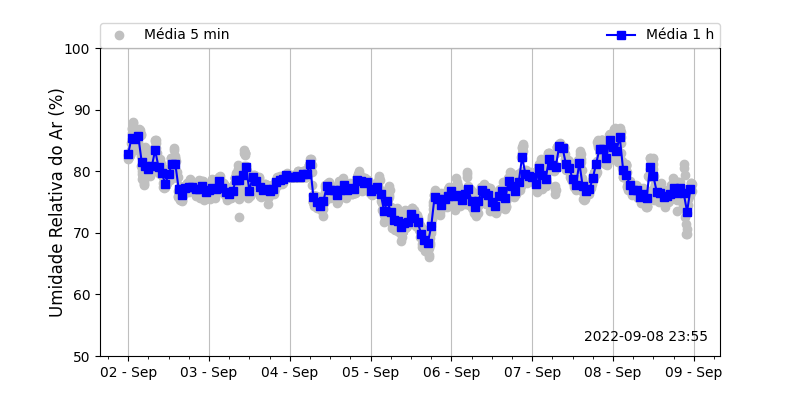 Média 5 min Média 1 h
100
90
80
70
60
50
Umidade Relativa do Ar (%)
2022-09-08 23:55
02 - Sep 03 - Sep 04 - Sep 05 - Sep 06 - Sep 07 - Sep 08 - Sep 09 - Sep